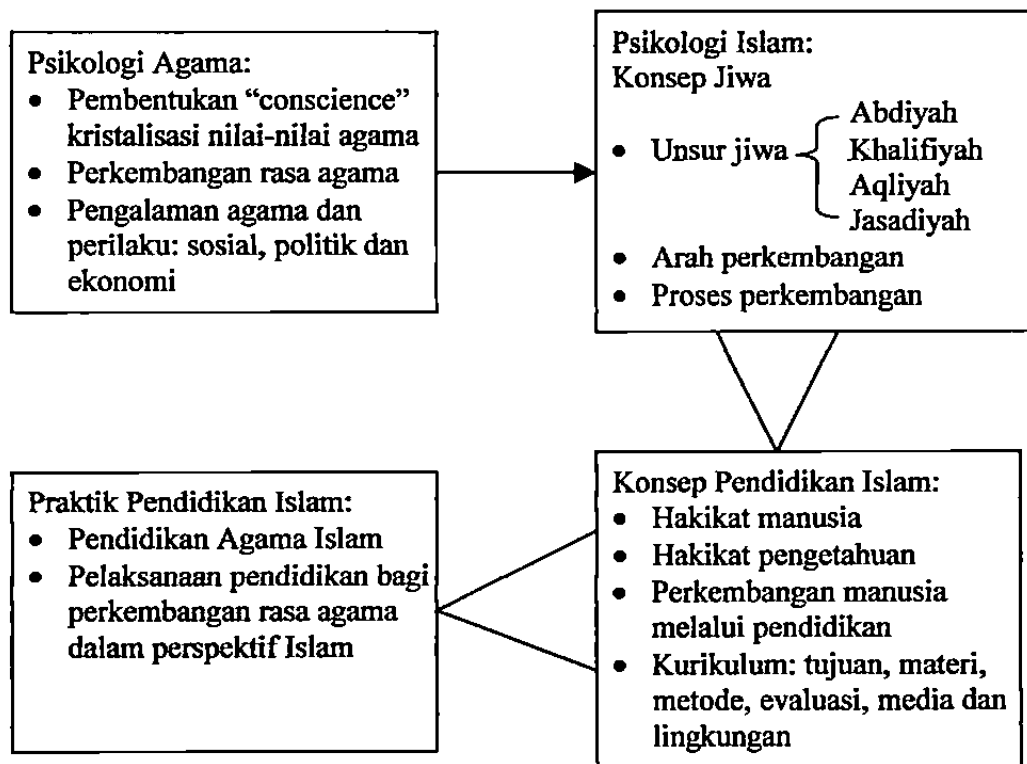 Psikologi Agama:
• Pembentukan “conscience”
kristalisasi nilai-nilai agama
• Perkembangan rasa agama
• Pengalaman agama dan
perilaku: sosial, politik dan
ekonomi
Psikologi Islam:
Konsep Jiwa
• Unsur jiwa
Abdiyah
Khalifiyah
Aqliyah
Jasadiyah
• Arah perkembangan
• Proses perkembangan
Praktik Pendidikan Islam:
• Pendidikan Agama Islam
• Pelaksanaan pendidikan bagi
perkembangan rasa agama
dalam perspektif Islam
Konsep Pendidikan Islam:
• Hakikat manusia
• Hakikat pengetahuan
• Perkembangan manusia
melalui pendidikan
• Kurikulum: tujuan, materi,
metode, evaluasi, media dan
lingkungan